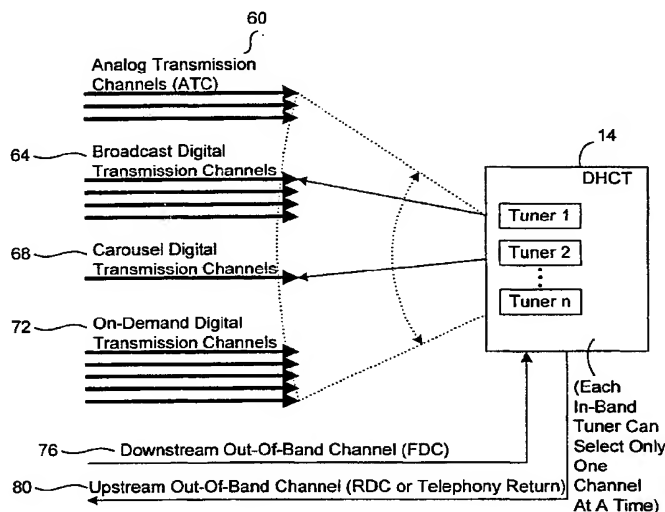 60
Analog Transmission
Channels (ATC)
64
Broadcast Digital
Transmission Channels
14
DHCT
Tuner 1
Tuner 2
Tuner n
68
Carousel Digital
Transmission Channels
72
On-Demand Digital
Transmission Channels
(Each
In-Band
Tuner Can
Select Only
One
Channel
At A Time)
76
Downstream Out-Of-Band Channel (FDC)
80
Upstream Out-Of-Band Channel (RDC or Telephony Return)